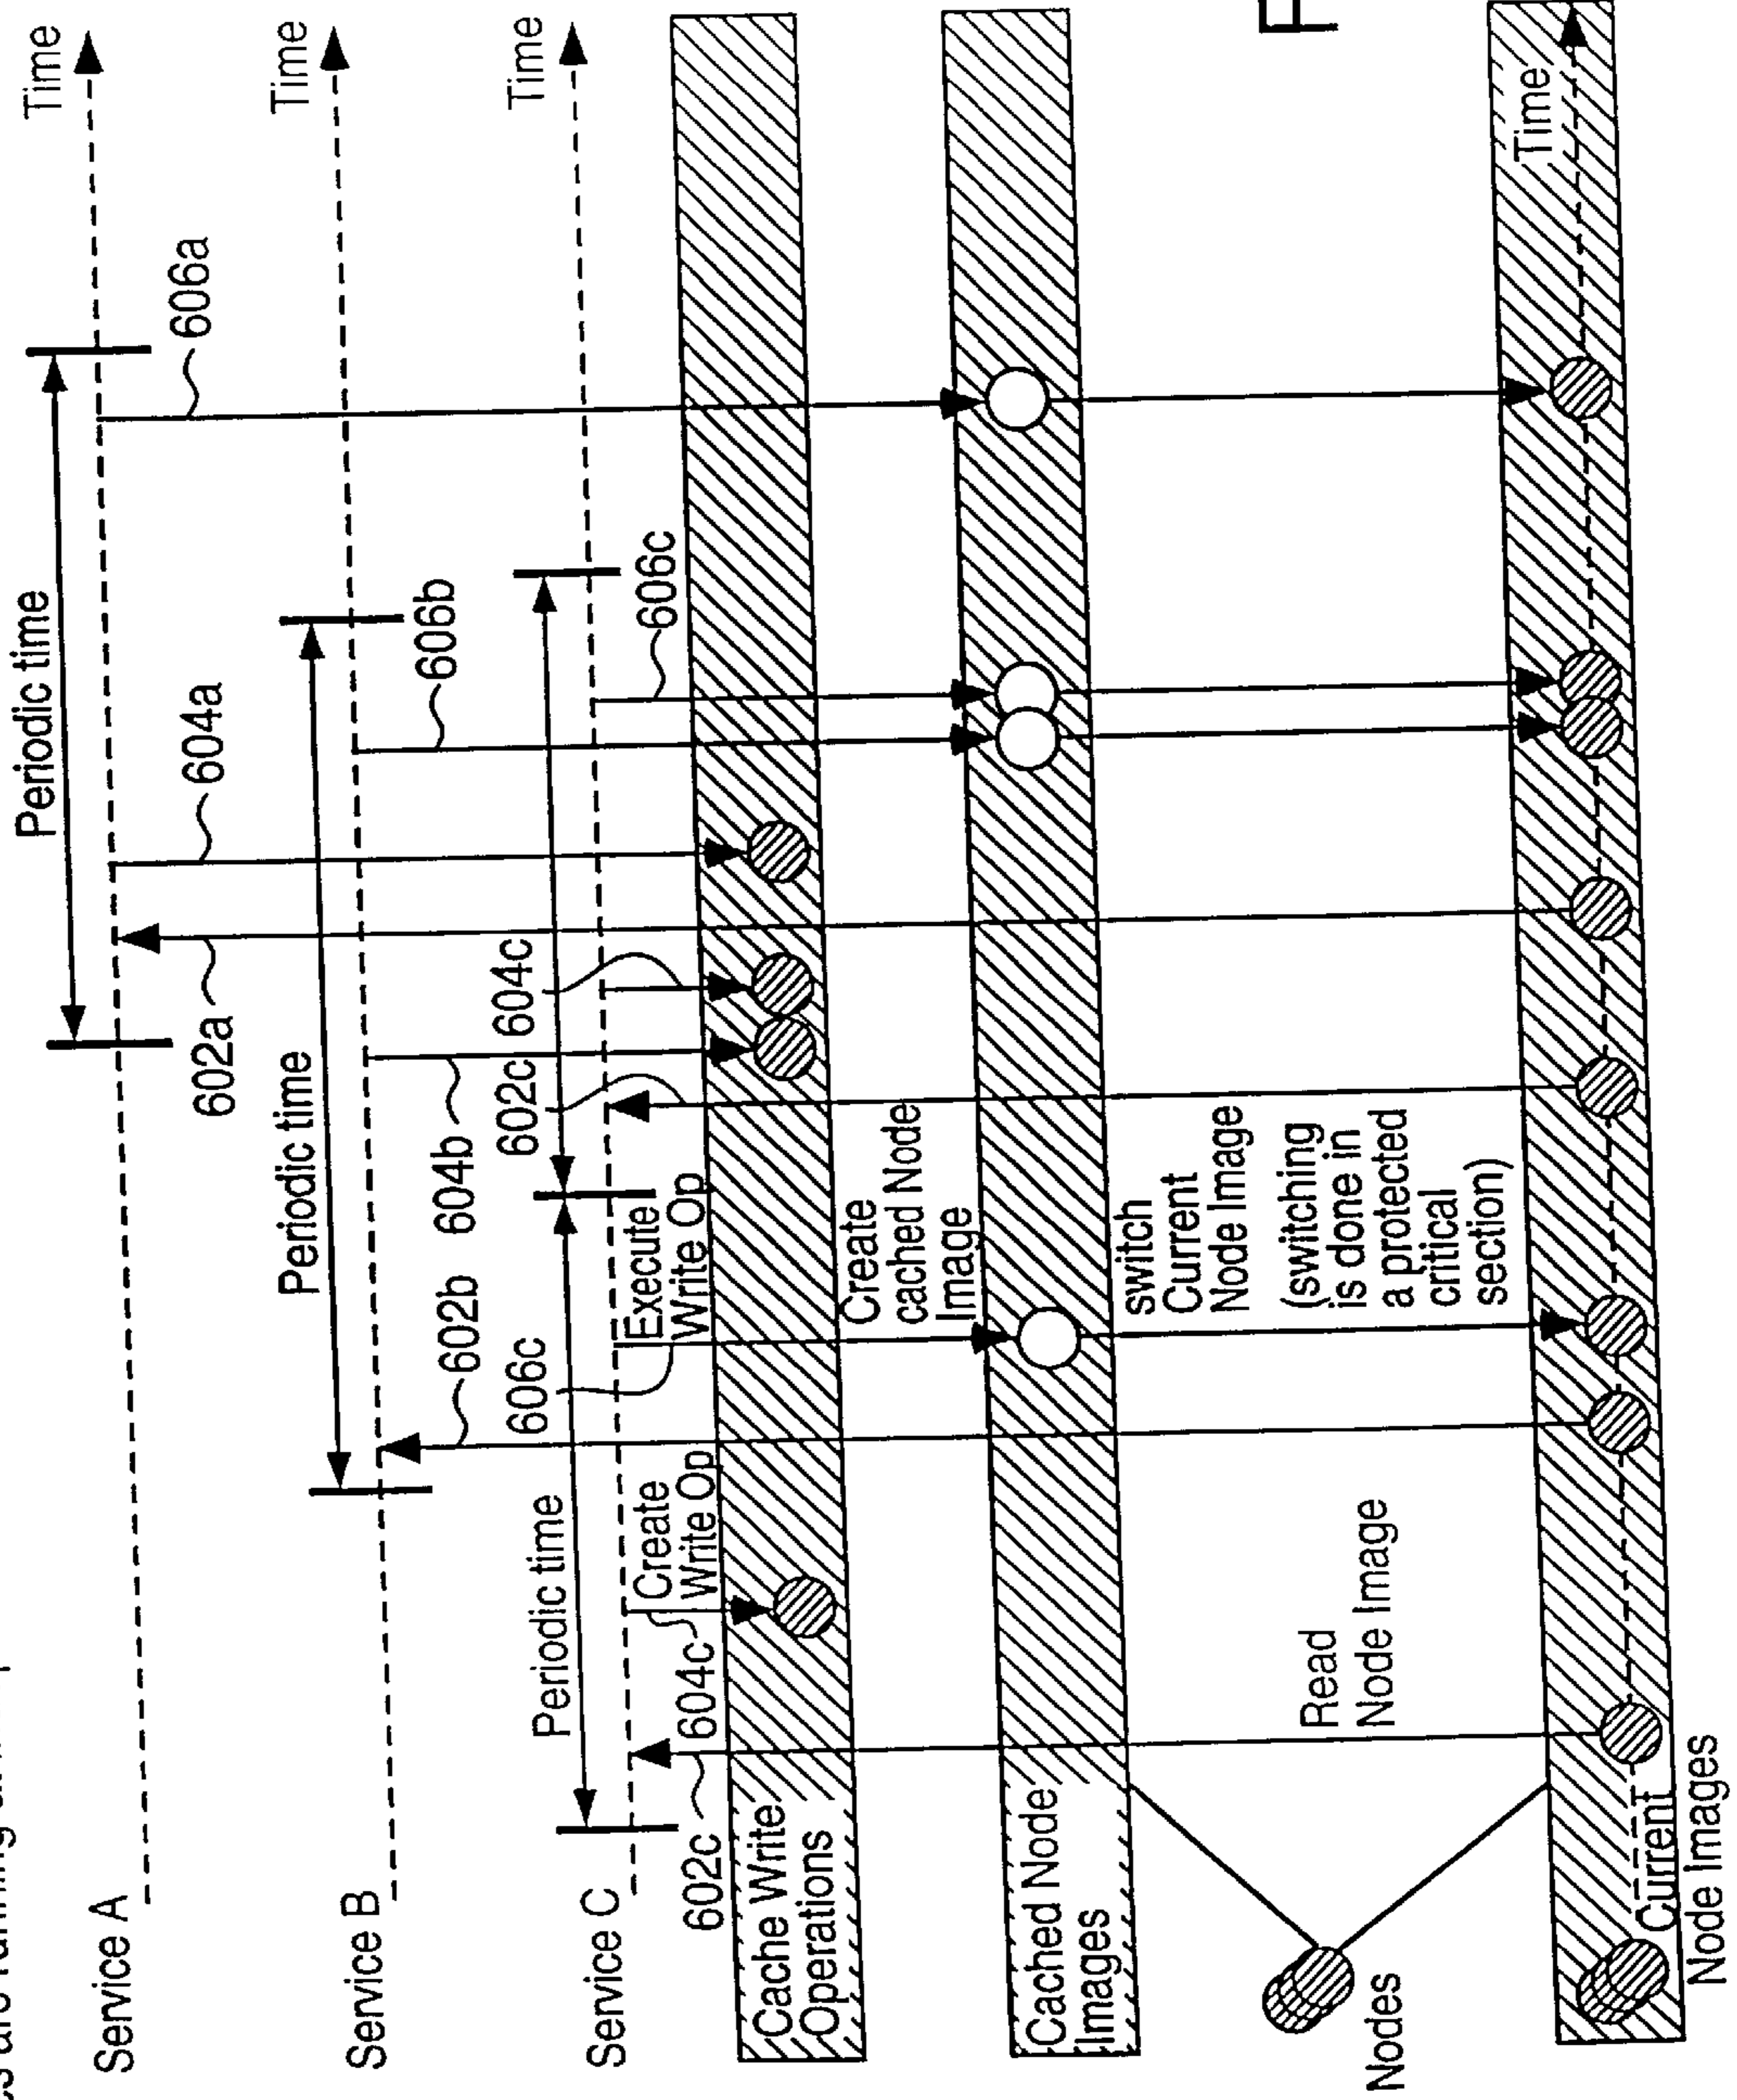 es are running
Service A
Time
Periodic time
602a
604a
606a
Service B
Time
Periodic time
602b
604b
606b
Service C
Time
Periodic time
602c
604c
Create
Write Op
606c
Execute
Write Op
602c
604c
606c
Cache Write
Operations
Create
cached Node
Image
Cached Node
Images
switch
Current
Node Image
(switching
is done in
a protected
critical
section)
Read
Node Image
Nodes
Time
Current
Node Images